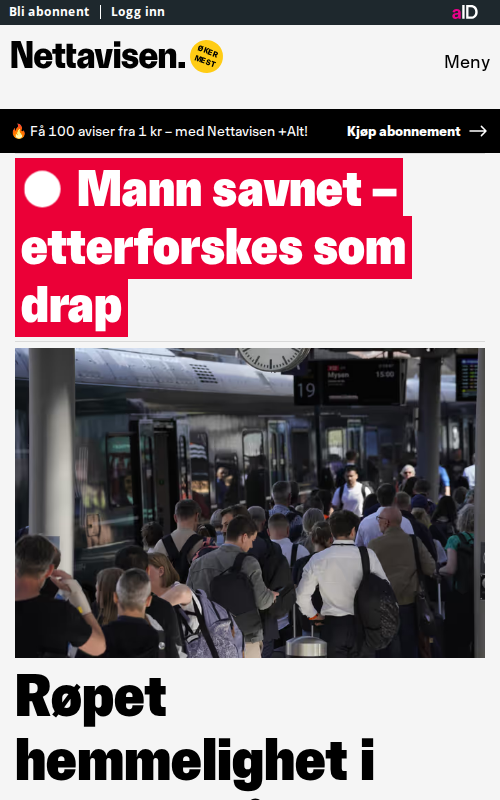 Bli abonnent | Logg inn
aID
Nettavisen.
ØKER
MEST
Meny
🔥 Få 100 aviser fra 1 kr – med Nettavisen +Alt!
Kjøp abonnement →
Mann savnet –
etterforskes som
drap
19
Mysen
15:00
Røpet
hemmelighet i